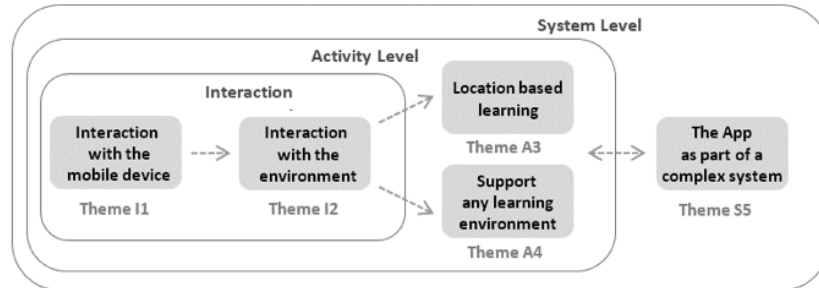 System Level
Activity Level
Interaction
Interaction
with the
mobile device
Theme I1
Interaction
with the
environment
Theme I2
Location based
learning
Theme A3
Support
any learning
environment
Theme A4
The App
as part of a
complex system
Theme S5